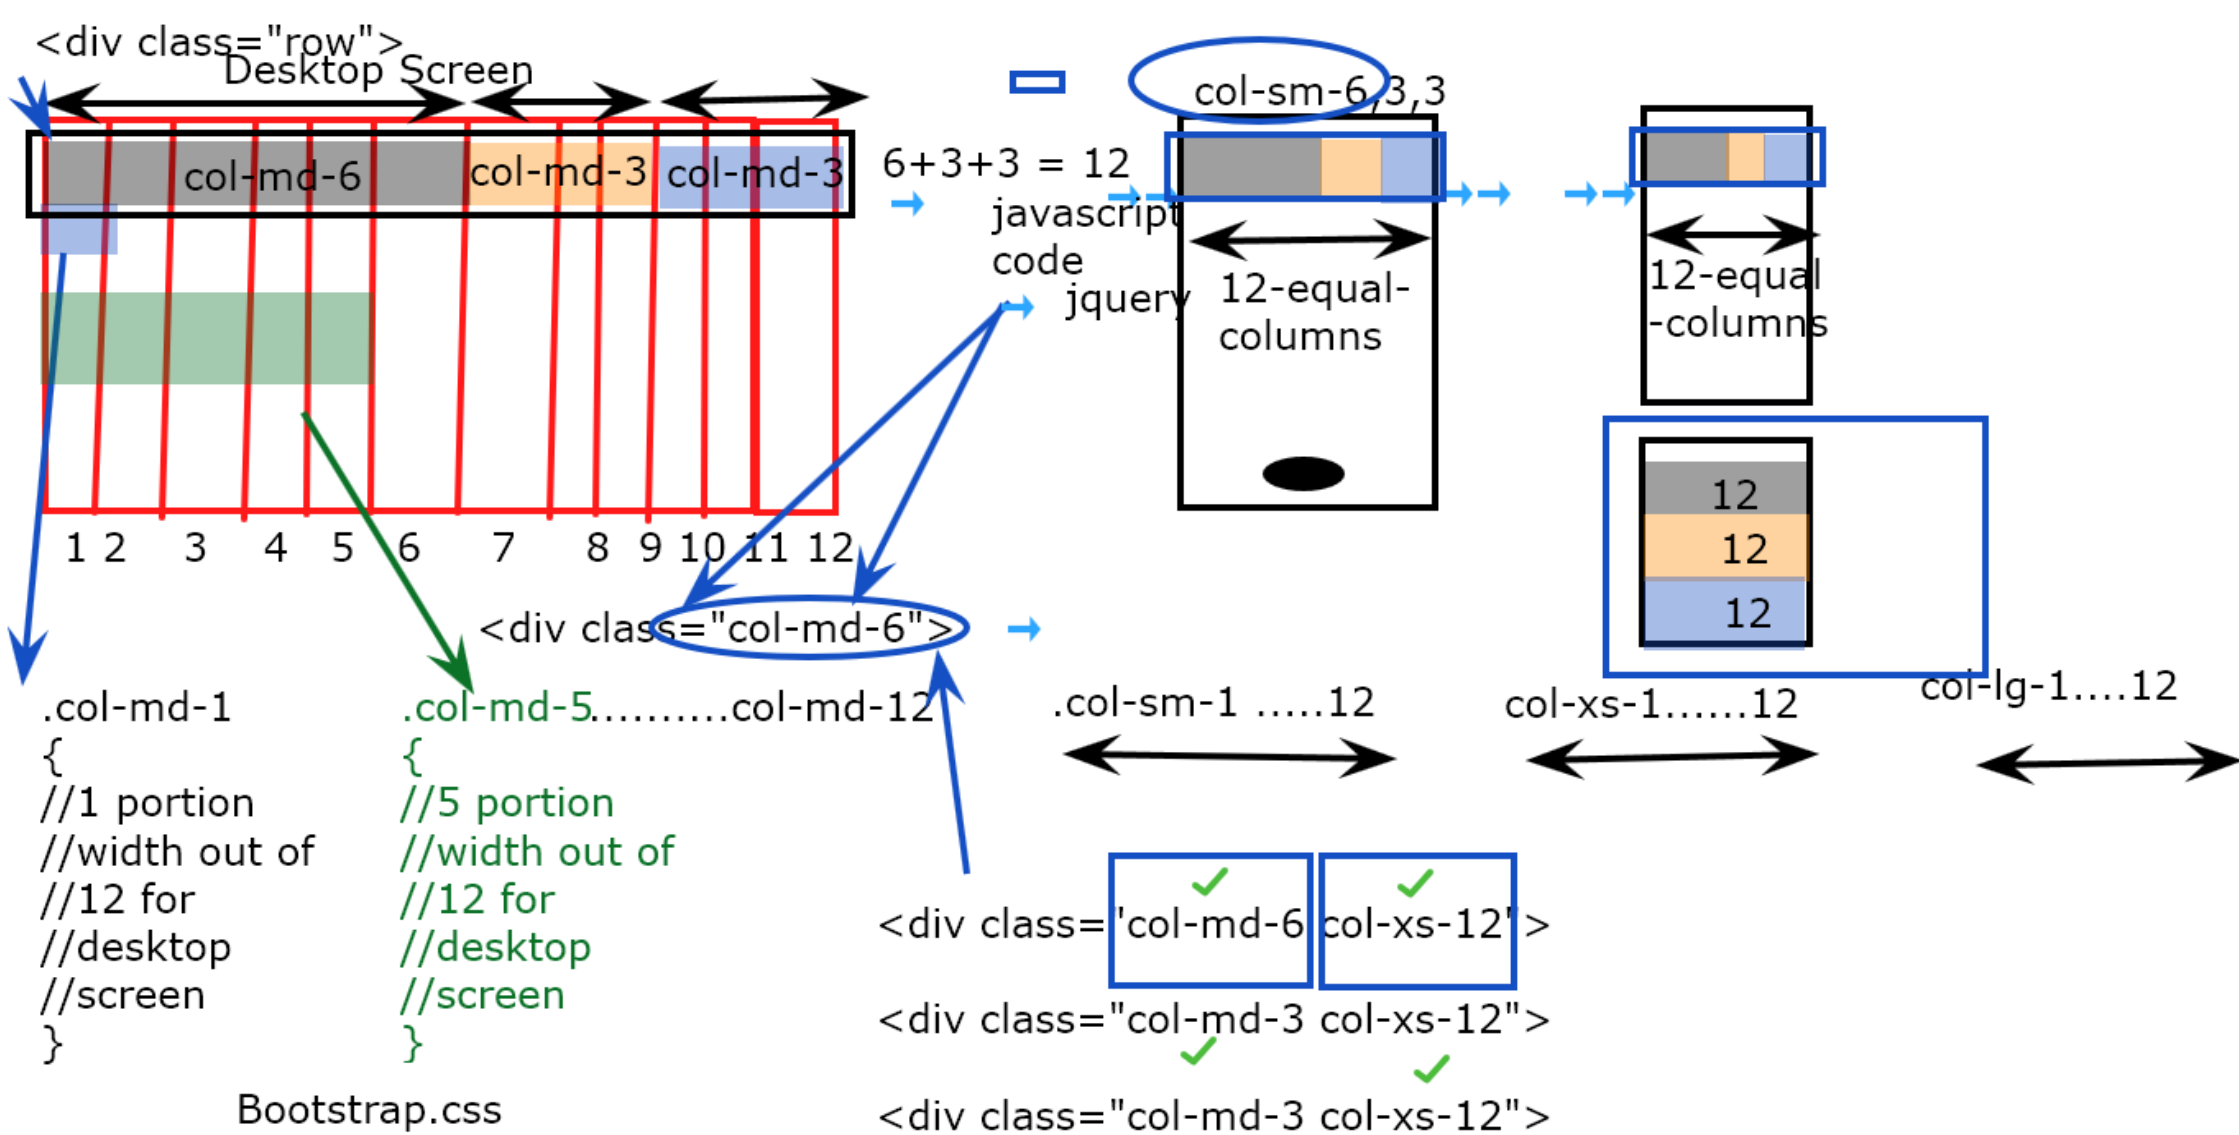 <div class="row">
Desktop Screen
col-md-6
col-md-3
col-md-3
6+3+3 = 12
javascript
code
jquery
col-sm-6,3,3
12-equal-
columns
12-equal
-columns
12
12
12
1 2 3 4 5 6 7 8 9 10 11 12
<div class="col-md-6">
.col-md-1
{
//1 portion
//width out of
//12 for
//desktop
//screen
}
.col-md-5..........col-md-12
{
//5 portion
//width out of
//12 for
//desktop
//screen
}
Bootstrap.css
.col-sm-1 .....12
col-xs-1......12
col-lg-1....12
<div class="col-md-6 col-xs-12">
<div class="col-md-3 col-xs-12">
<div class="col-md-3 col-xs-12">